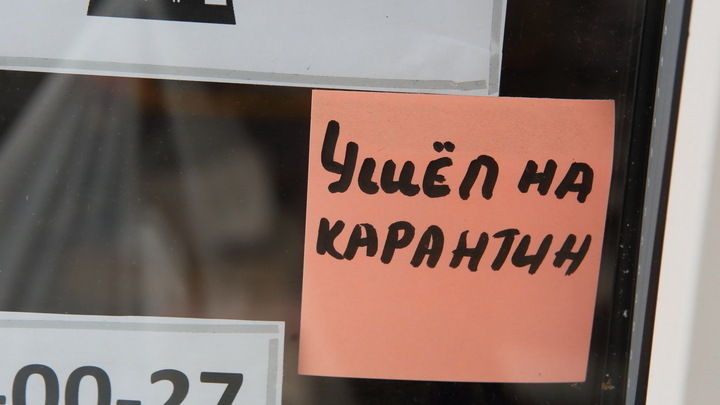 Ушёл на
карантин
-00-27